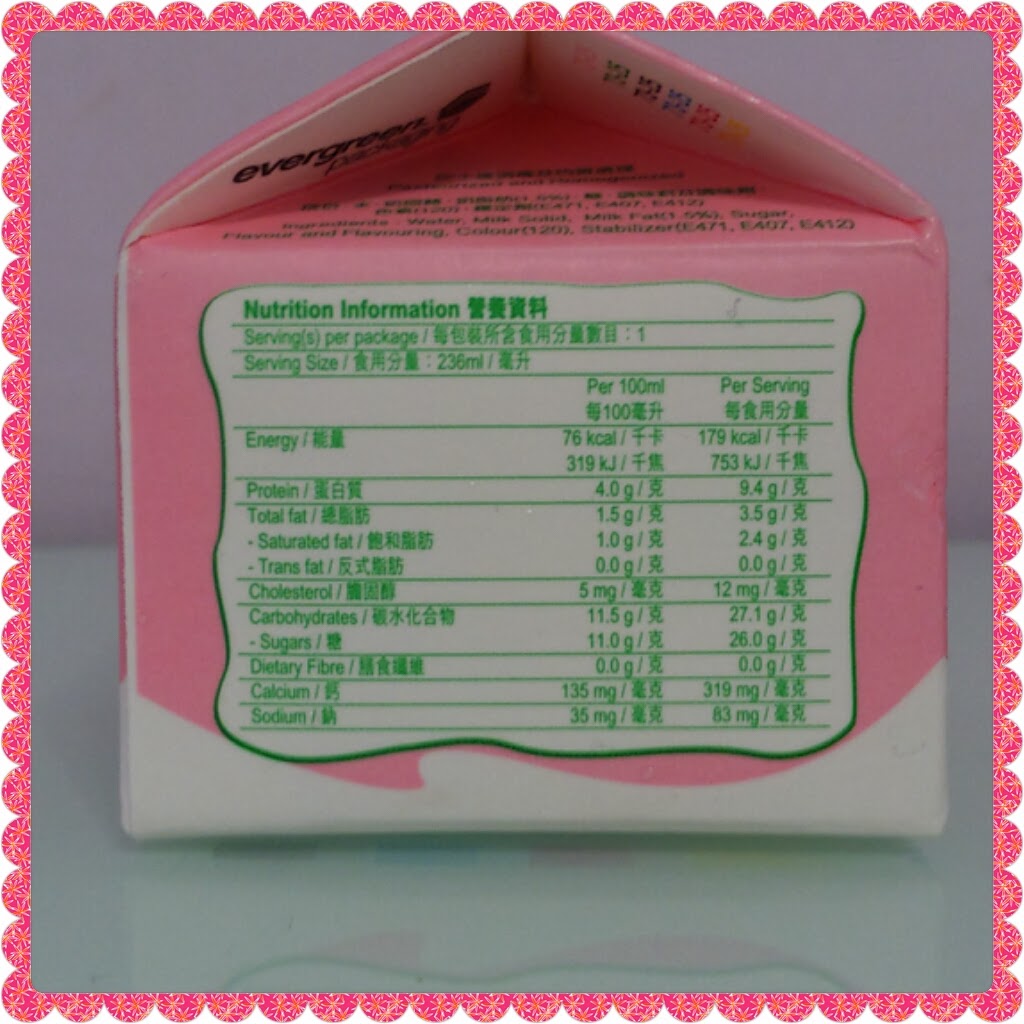 evergreen
packaging
Pasteurized and Homogenized
色素(120)，穩定劑(E471, E407, E412)
Ingredients: Water, Milk Solid, Milk Fat(1.5%), Sugar,
Flavour and Flavouring, Colour(120), Stabilizer(E471, E407, E412)
Nutrition Information 營養資料
Serving(s) per package / 每包裝所含食用分量數目：1
Serving Size / 食用分量：236ml / 毫升
Per 100ml Per Serving
每100毫升 每食用分量
Energy / 能量 76 kcal / 千卡 179 kcal / 千卡
319 kJ / 千焦 753 kJ / 千焦
Protein / 蛋白質 4.0 g / 克 9.4 g / 克
Total fat / 總脂肪 1.5 g / 克 3.5 g / 克
- Saturated fat / 飽和脂肪 1.0 g / 克 2.4 g / 克
- Trans fat / 反式脂肪 0.0 g / 克 0.0 g / 克
Cholesterol / 膽固醇 5 mg / 毫克 12 mg / 毫克
Carbohydrates / 碳水化合物 11.5 g / 克 27.1 g / 克
- Sugars / 糖 11.0 g / 克 26.0 g / 克
Dietary Fibre / 膳食纖維 0.0 g / 克 0.0 g / 克
Calcium / 鈣 135 mg / 毫克 319 mg / 毫克
Sodium / 鈉 35 mg / 毫克 83 mg / 毫克